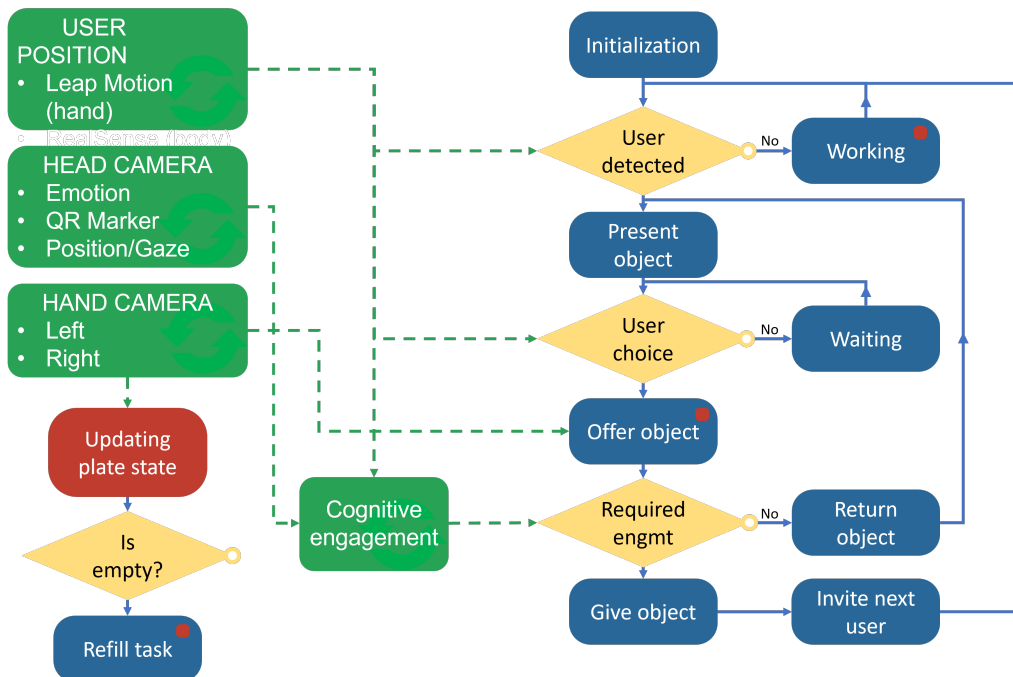 USER
POSITION
• Leap Motion
(hand)
• RealSense (body)
HEAD CAMERA
• Emotion
• QR Marker
• Position/Gaze
HAND CAMERA
• Left
• Right
Updating
plate state
Is
empty?
Refill task
Cognitive
engagement
Initialization
User
detected
No
Working
Present
object
User
choice
No
Waiting
Offer object
Required
engmt
No
Return
object
Give object
Invite next
user